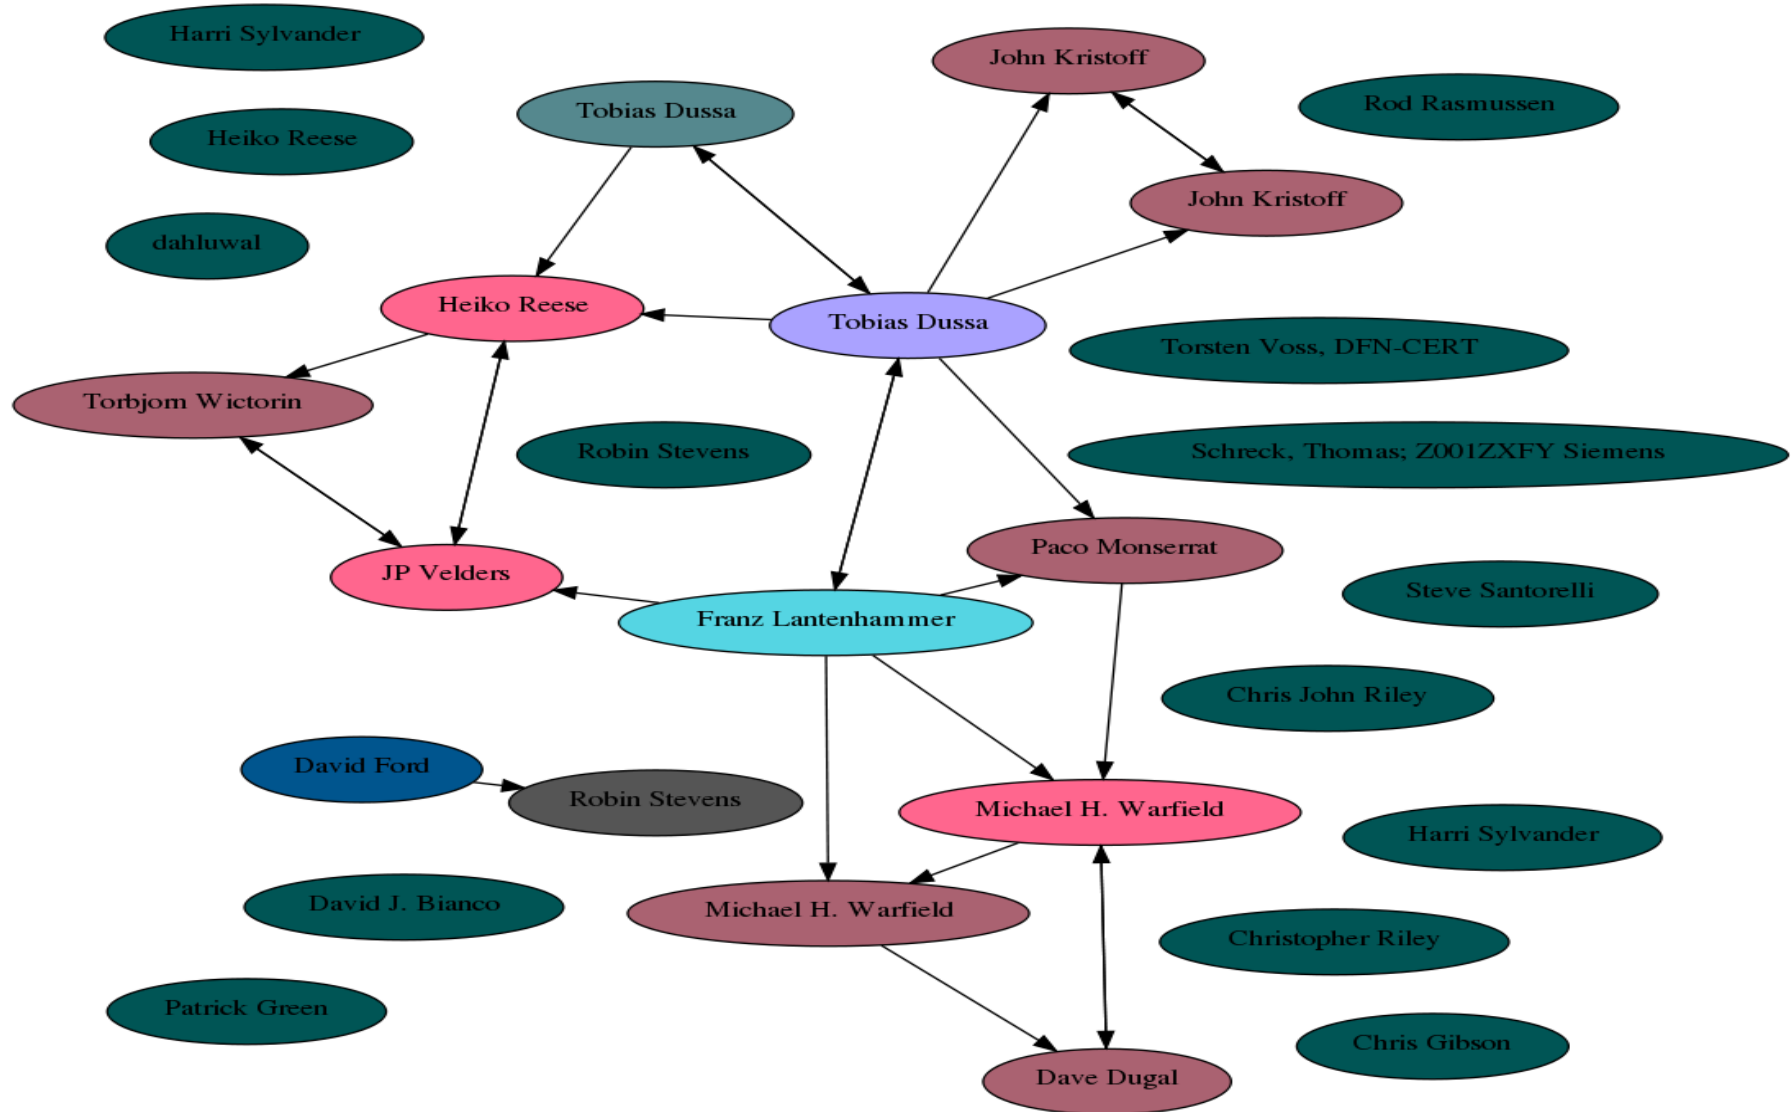 Harri Sylvander
John Kristoff
Rod Rasmussen
Tobias Dussa
Heiko Reese
John Kristoff
dahluwal
Heiko Reese
Tobias Dussa
Torsten Voss, DFN-CERT
Torbjorn Wictorin
Robin Stevens
Schreck, Thomas; Z001ZXFY Siemens
Paco Monserrat
JP Velders
Steve Santorelli
Franz Lantenhammer
Chris John Riley
David Ford
Robin Stevens
Michael H. Warfield
Harri Sylvander
David J. Bianco
Michael H. Warfield
Christopher Riley
Patrick Green
Chris Gibson
Dave Dugal